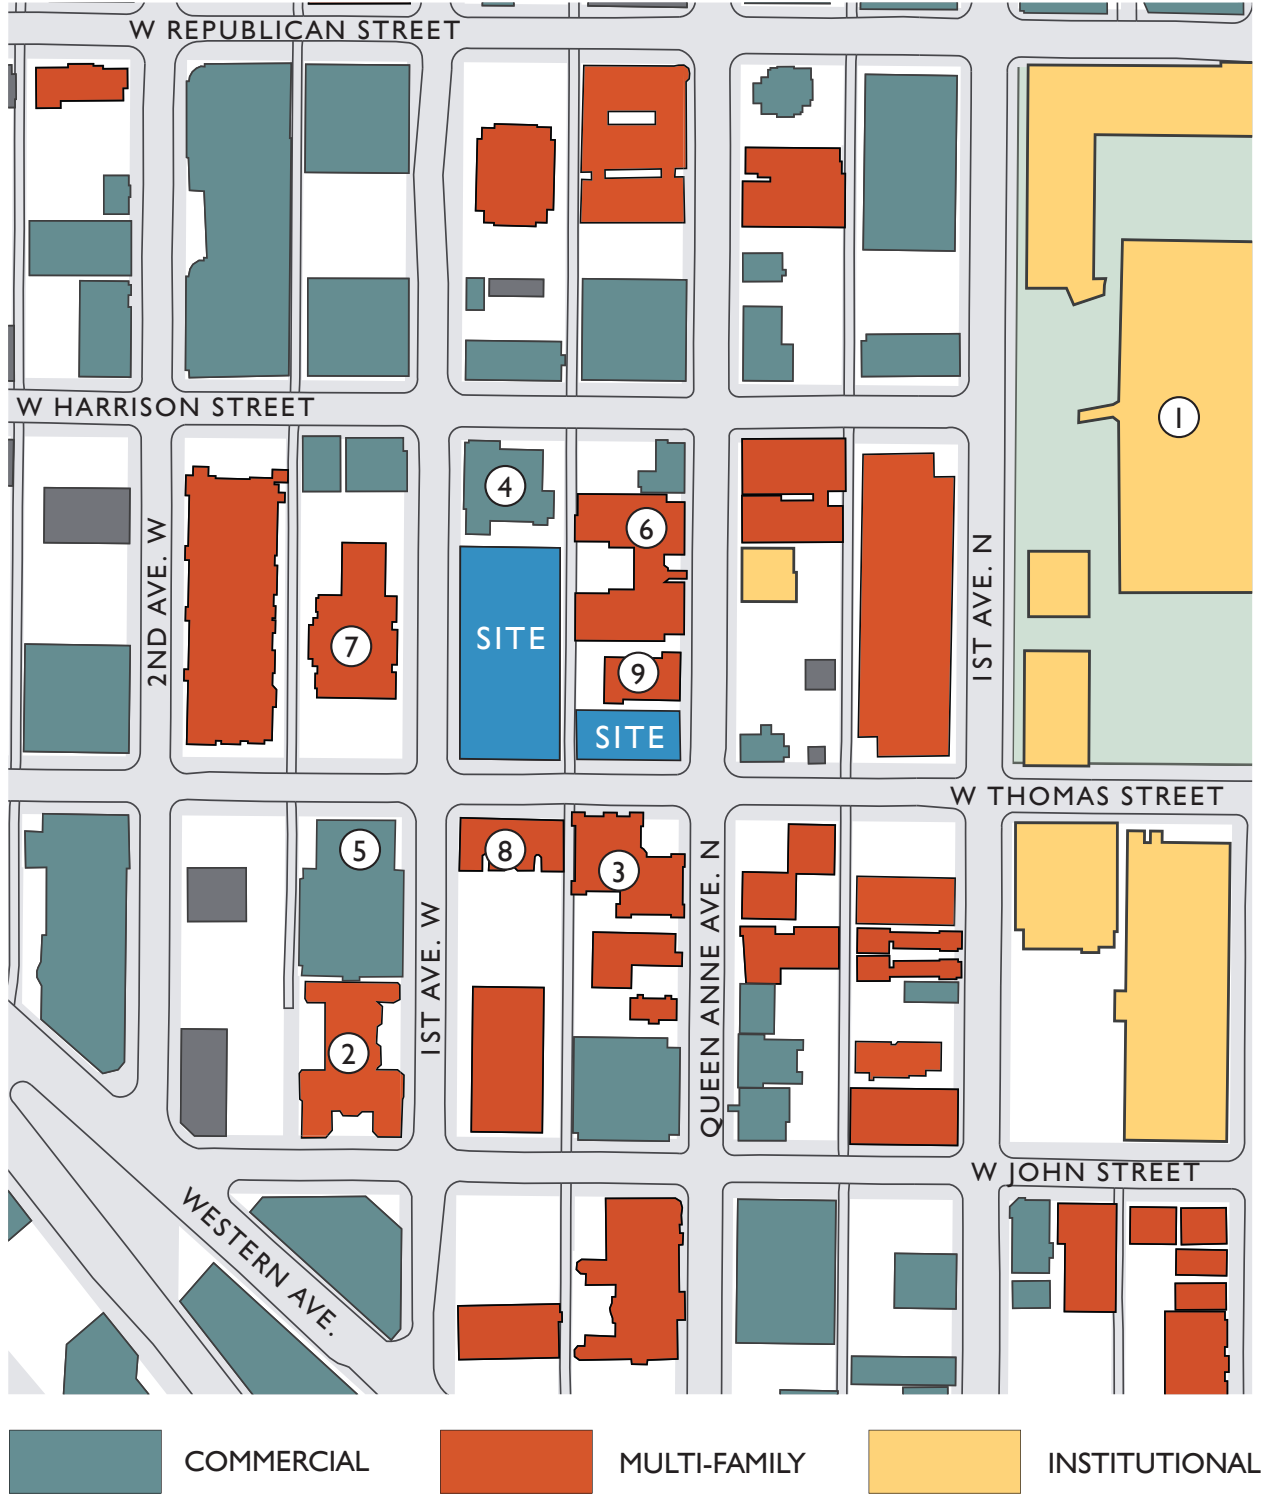 W REPUBLICAN STREET
W HARRISON STREET
1
4
6
2ND AVE. W
1ST AVE. N
SITE
7
9
SITE
W THOMAS STREET
5
8
3
1ST AVE. W
QUEEN ANNE AVE. N
2
W JOHN STREET
WESTERN AVE.
COMMERCIAL
MULTI-FAMILY
INSTITUTIONAL